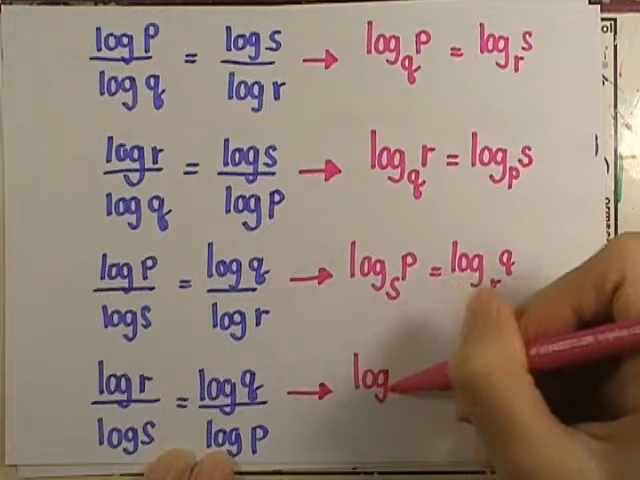 log p / log q = log s / log r → log_q p = log_r s
log r / log q = log s / log p → log_q r = log_p s
log p / log s = log q / log r → log_s p = log_r q
log r / log s = log q / log p → log